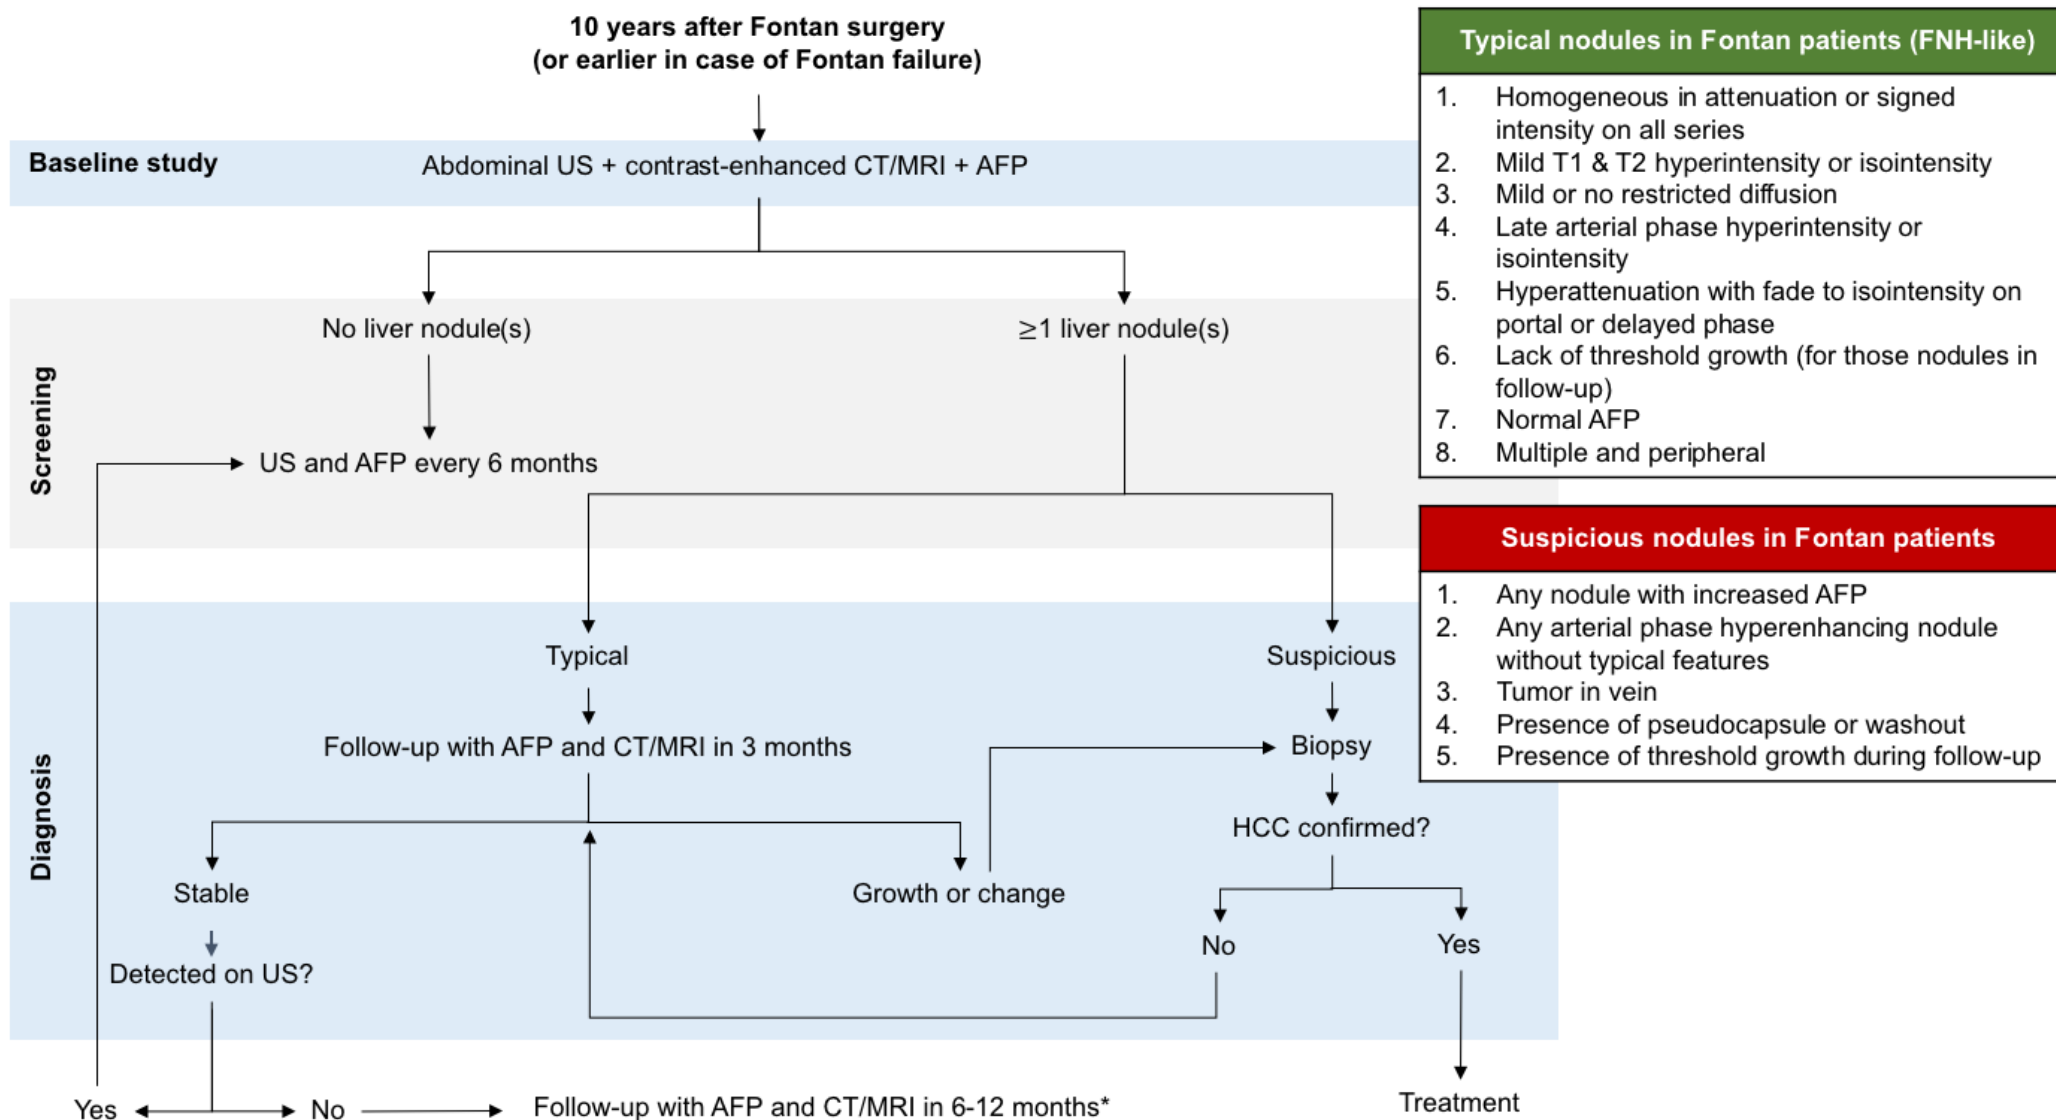 10 years after Fontan surgery
(or earlier in case of Fontan failure)
Baseline study
Abdominal US + contrast-enhanced CT/MRI + AFP
Screening
No liver nodule(s)
≥1 liver nodule(s)
US and AFP every 6 months
Diagnosis
Typical
Suspicious
Follow-up with AFP and CT/MRI in 3 months
Biopsy
HCC confirmed?
Stable
Growth or change
No
Yes
Detected on US?
Yes
No
Follow-up with AFP and CT/MRI in 6-12 months*
Treatment
Typical nodules in Fontan patients (FNH-like)
1. Homogeneous in attenuation or signed
intensity on all series
2. Mild T1 & T2 hyperintensity or isointensity
3. Mild or no restricted diffusion
4. Late arterial phase hyperintensity or
isointensity
5. Hyperattenuation with fade to isointensity on
portal or delayed phase
6. Lack of threshold growth (for those nodules in
follow-up)
7. Normal AFP
8. Multiple and peripheral
Suspicious nodules in Fontan patients
1. Any nodule with increased AFP
2. Any arterial phase hyperenhancing nodule
without typical features
3. Tumor in vein
4. Presence of pseudocapsule or washout
5. Presence of threshold growth during follow-up